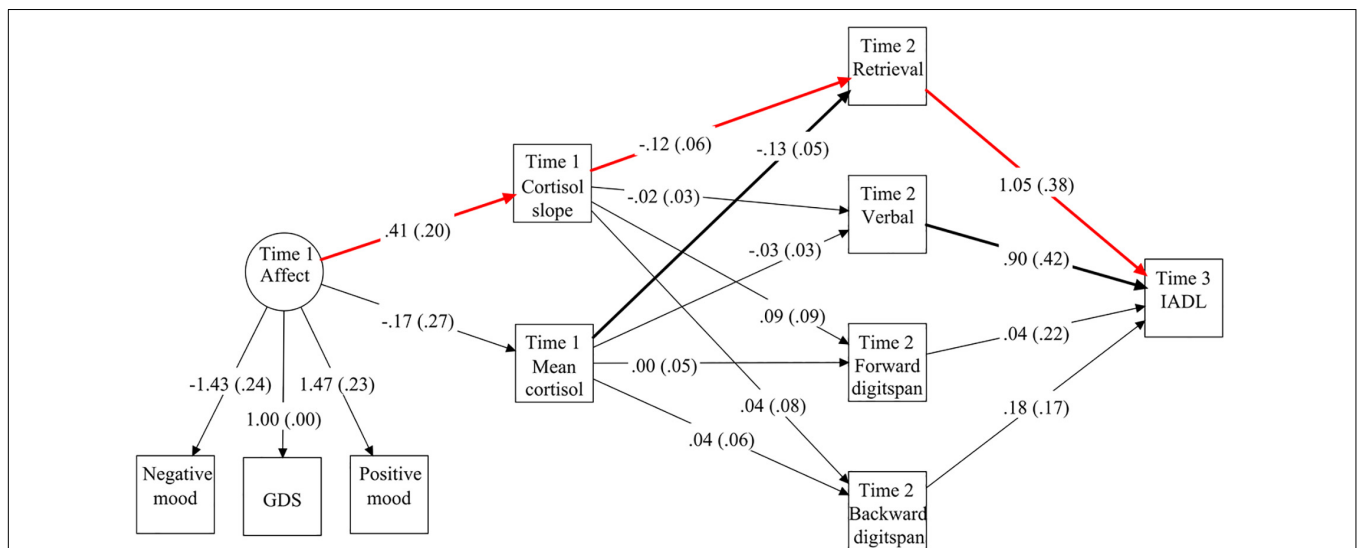 Time 1
Affect
-1.43 (.24)
1.00 (.00)
1.47 (.23)
Negative
mood
GDS
Positive
mood
.41 (.20)
-.17 (.27)
Time 1
Cortisol
slope
Time 1
Mean
cortisol
-.12 (.06)
-.13 (.05)
-.02 (.03)
-.03 (.03)
.09 (.09)
.00 (.05)
.04 (.08)
.04 (.06)
Time 2
Retrieval
Time 2
Verbal
Time 2
Forward
digitspan
Time 2
Backward
digitspan
1.05 (.38)
.90 (.42)
.04 (.22)
.18 (.17)
Time 3
IADL